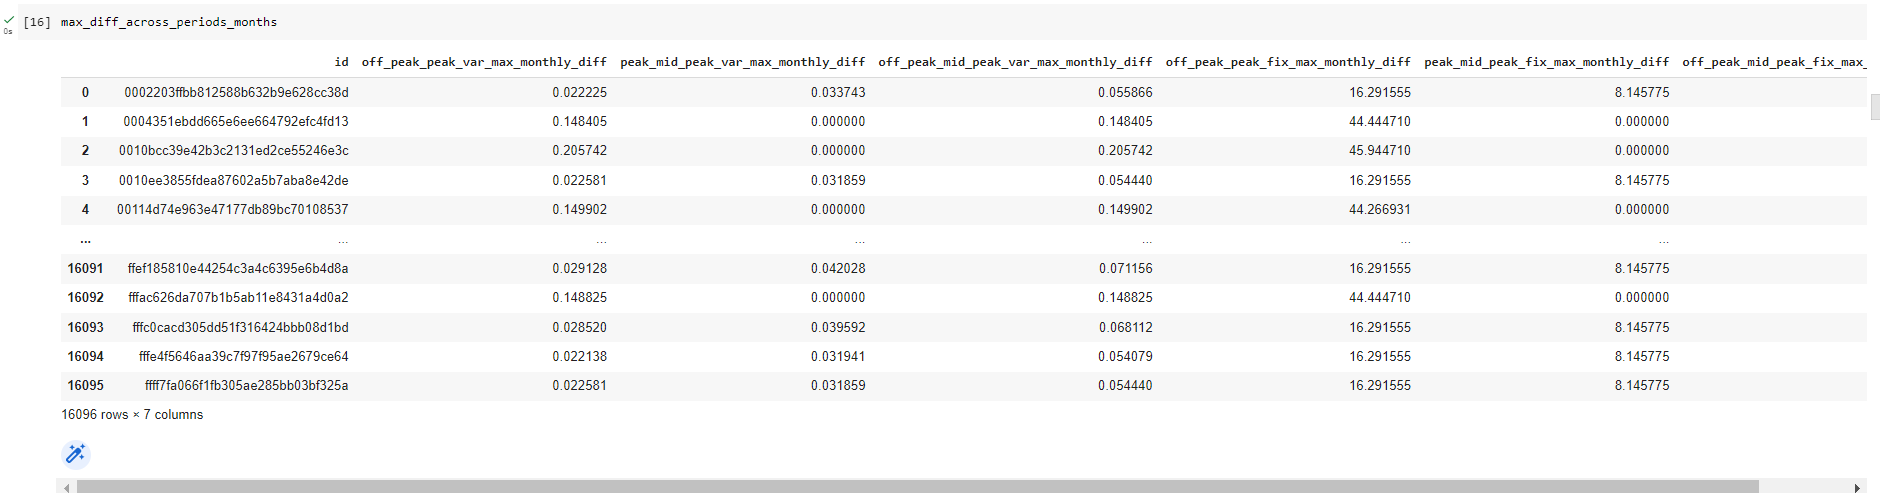 [16] max_diff_across_periods_months
0s
id off_peak_peak_var_max_monthly_diff peak_mid_peak_var_max_monthly_diff off_peak_mid_peak_var_max_monthly_diff off_peak_peak_fix_max_monthly_diff peak_mid_peak_fix_max_monthly_diff off_peak_mid_peak_fix_max_
0 0002203ffbb812588b632b9e628cc38d 0.022225 0.033743 0.055866 16.291555 8.145775
1 0004351ebdd665e6ee664792efc4fd13 0.148405 0.000000 0.148405 44.444710 0.000000
2 0010bcc39e42b3c2131ed2ce55246e3c 0.205742 0.000000 0.205742 45.944710 0.000000
3 0010ee3855fdea87602a5b7aba8e42de 0.022581 0.031859 0.054440 16.291555 8.145775
4 00114d74e963e47177db89bc70108537 0.149902 0.000000 0.149902 44.266931 0.000000
... ... ... ... ... ... ...
16091 ffef185810e44254c3a4c6395e6b4d8a 0.029128 0.042028 0.071156 16.291555 8.145775
16092 fffac626da707b1b5ab11e8431a4d0a2 0.148825 0.000000 0.148825 44.444710 0.000000
16093 fffc0cacd305dd51f316424bbb08d1bd 0.028520 0.039592 0.068112 16.291555 8.145775
16094 fffe4f5646aa39c7f97f95ae2679ce64 0.022138 0.031941 0.054079 16.291555 8.145775
16095 ffff7fa066f1fb305ae285bb03bf325a 0.022581 0.031859 0.054440 16.291555 8.145775
16096 rows × 7 columns